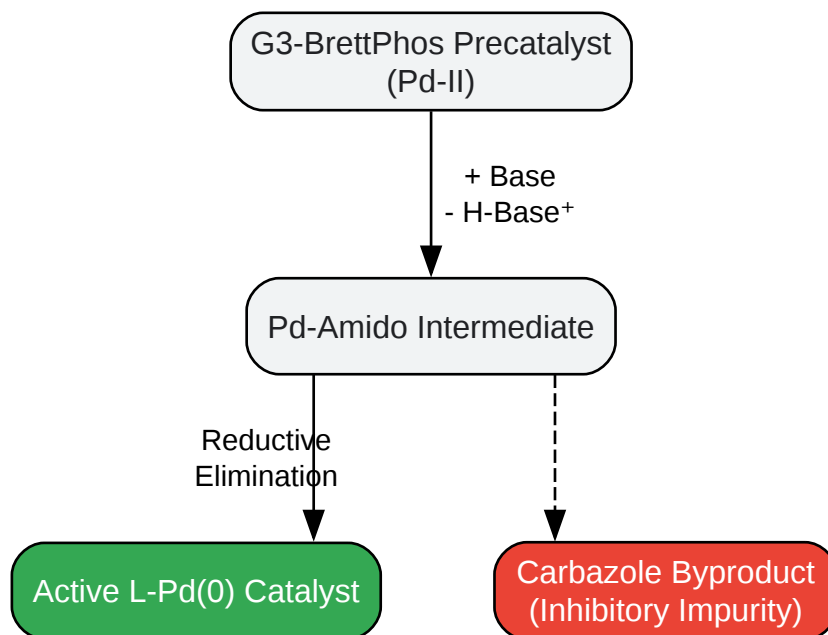 G3-BrettPhos Precatalyst
(Pd-II)
+ Base
- H-Base⁺
Pd-Amido Intermediate
Reductive
Elimination
Active L-Pd(0) Catalyst
Carbazole Byproduct
(Inhibitory Impurity)